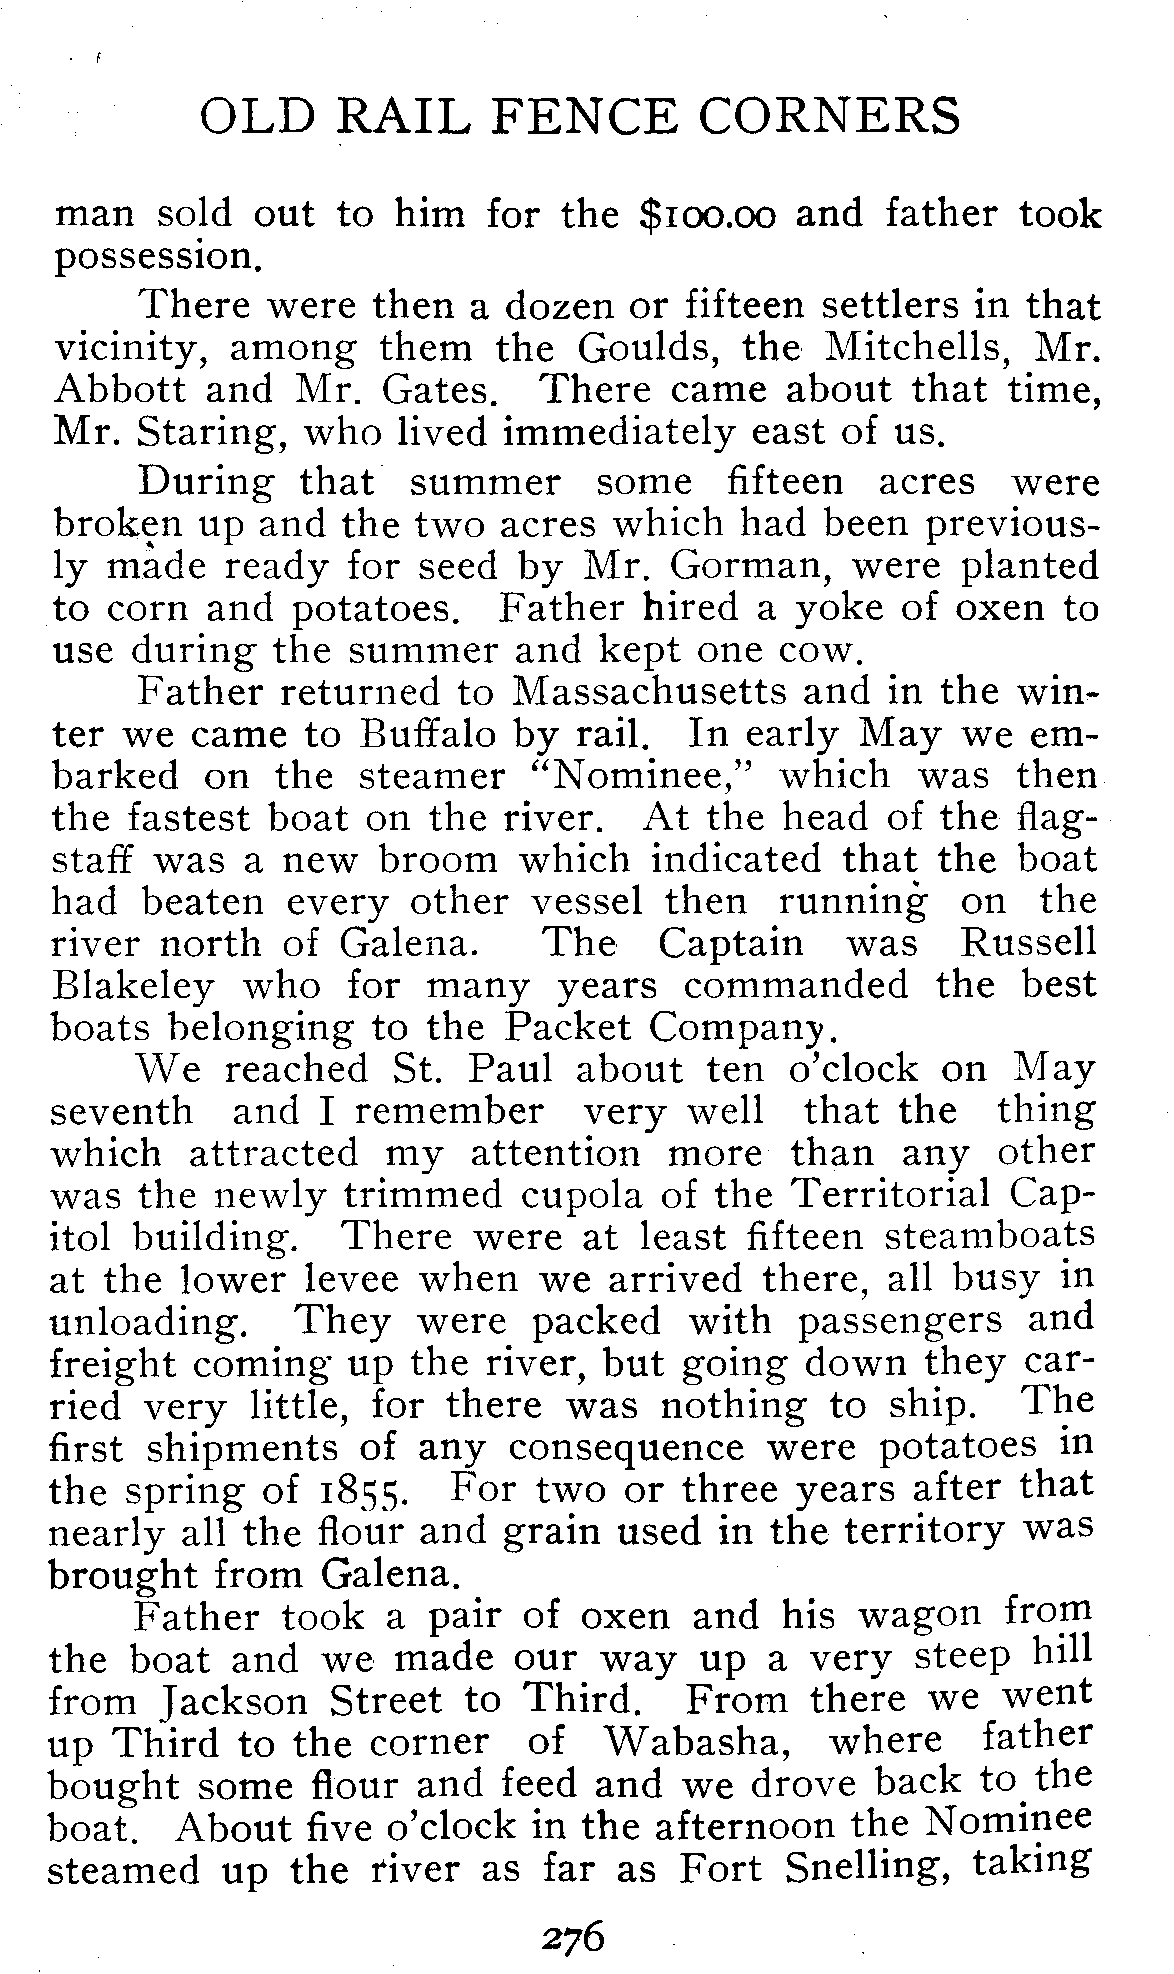 OLD RAIL FENCE CORNERS
man sold out to him for the $100.00 and father took
possession.
There were then a dozen or fifteen settlers in that
vicinity, among them the Goulds, the Mitchells, Mr.
Abbott and Mr. Gates. There came about that time,
Mr. Staring, who lived immediately east of us.
During that summer some fifteen acres were
broken up and the two acres which had been previous-
ly made ready for seed by Mr. Gorman, were planted
to corn and potatoes. Father hired a yoke of oxen to
use during the summer and kept one cow.
Father returned to Massachusetts and in the win-
ter we came to Buffalo by rail. In early May we em-
barked on the steamer "Nominee," which was then
the fastest boat on the river. At the head of the flag-
staff was a new broom which indicated that the boat
had beaten every other vessel then running on the
river north of Galena. The Captain was Russell
Blakeley who for many years commanded the best
boats belonging to the Packet Company.
We reached St. Paul about ten o'clock on May
seventh and I remember very well that the thing
which attracted my attention more than any other
was the newly trimmed cupola of the Territorial Cap-
itol building. There were at least fifteen steamboats
at the lower levee when we arrived there, all busy in
unloading. They were packed with passengers and
freight coming up the river, but going down they car-
ried very little, for there was nothing to ship. The
first shipments of any consequence were potatoes in
the spring of 1855. For two or three years after that
nearly all the flour and grain used in the territory was
brought from Galena.
Father took a pair of oxen and his wagon from
the boat and we made our way up a very steep hill
from Jackson Street to Third. From there we went
up Third to the corner of Wabasha, where father
bought some flour and feed and we drove back to the
boat. About five o'clock in the afternoon the Nominee
steamed up the river as far as Fort Snelling, taking
276